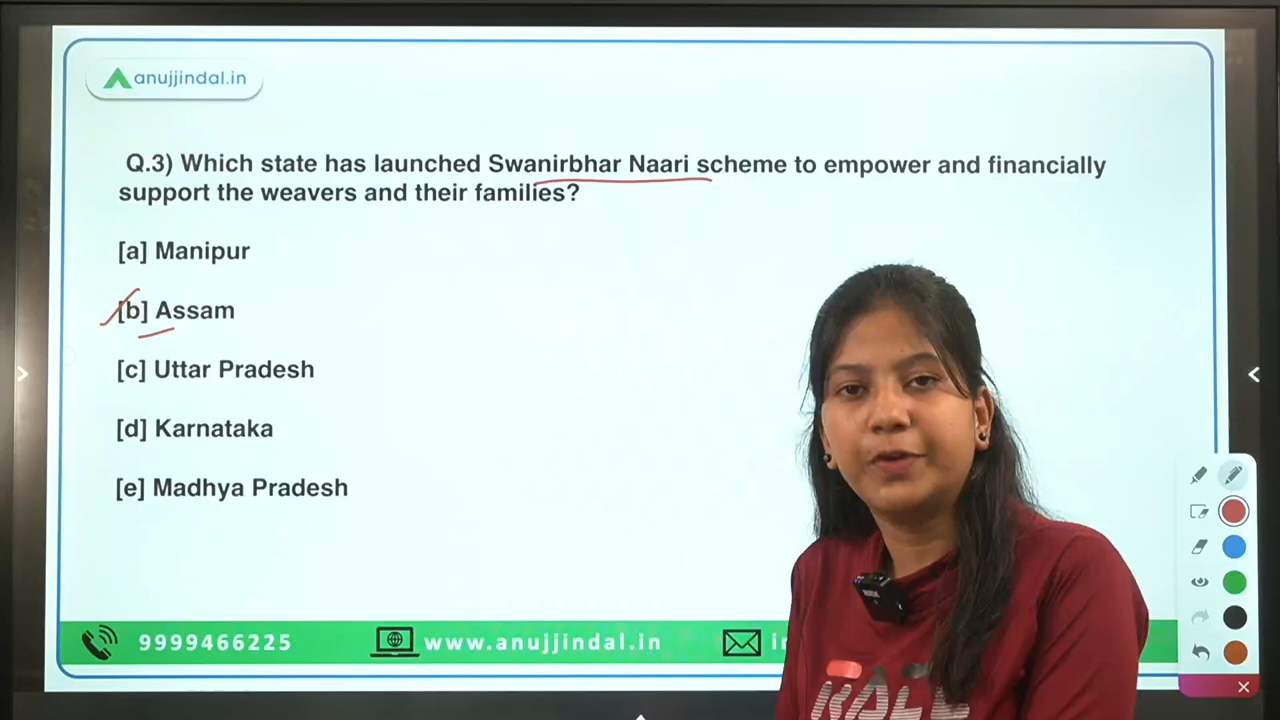 anujjindal.in
Q.3) Which state has launched Swanirbhar Naari scheme to empower and financially
support the weavers and their families?
[a] Manipur
[b] Assam
[c] Uttar Pradesh
[d] Karnataka
[e] Madhya Pradesh
9999466225 www.anujjindal.in